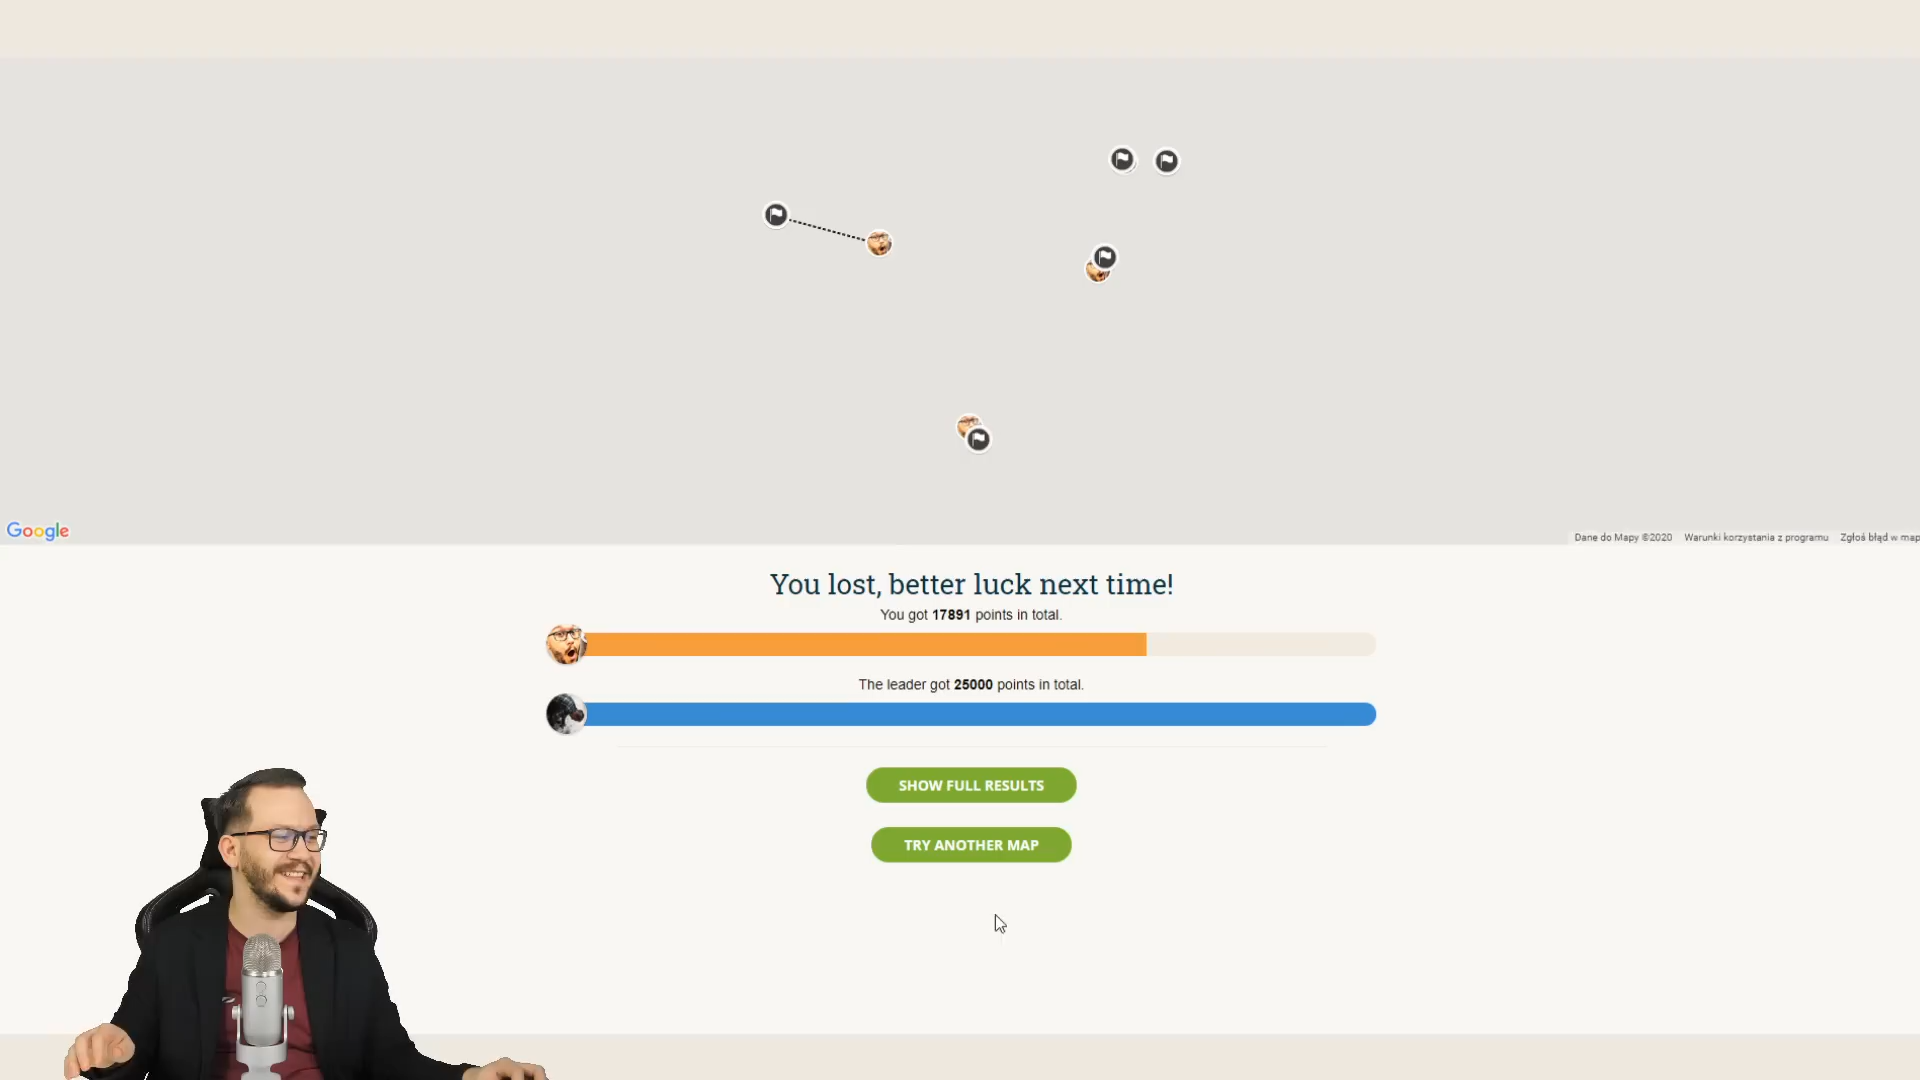 Google
Dane do Mapy ©2020 Warunki korzystania z programu Zgłoś błąd w map
You lost, better luck next time!
You got 17891 points in total.
The leader got 25000 points in total.
SHOW FULL RESULTS
TRY ANOTHER MAP